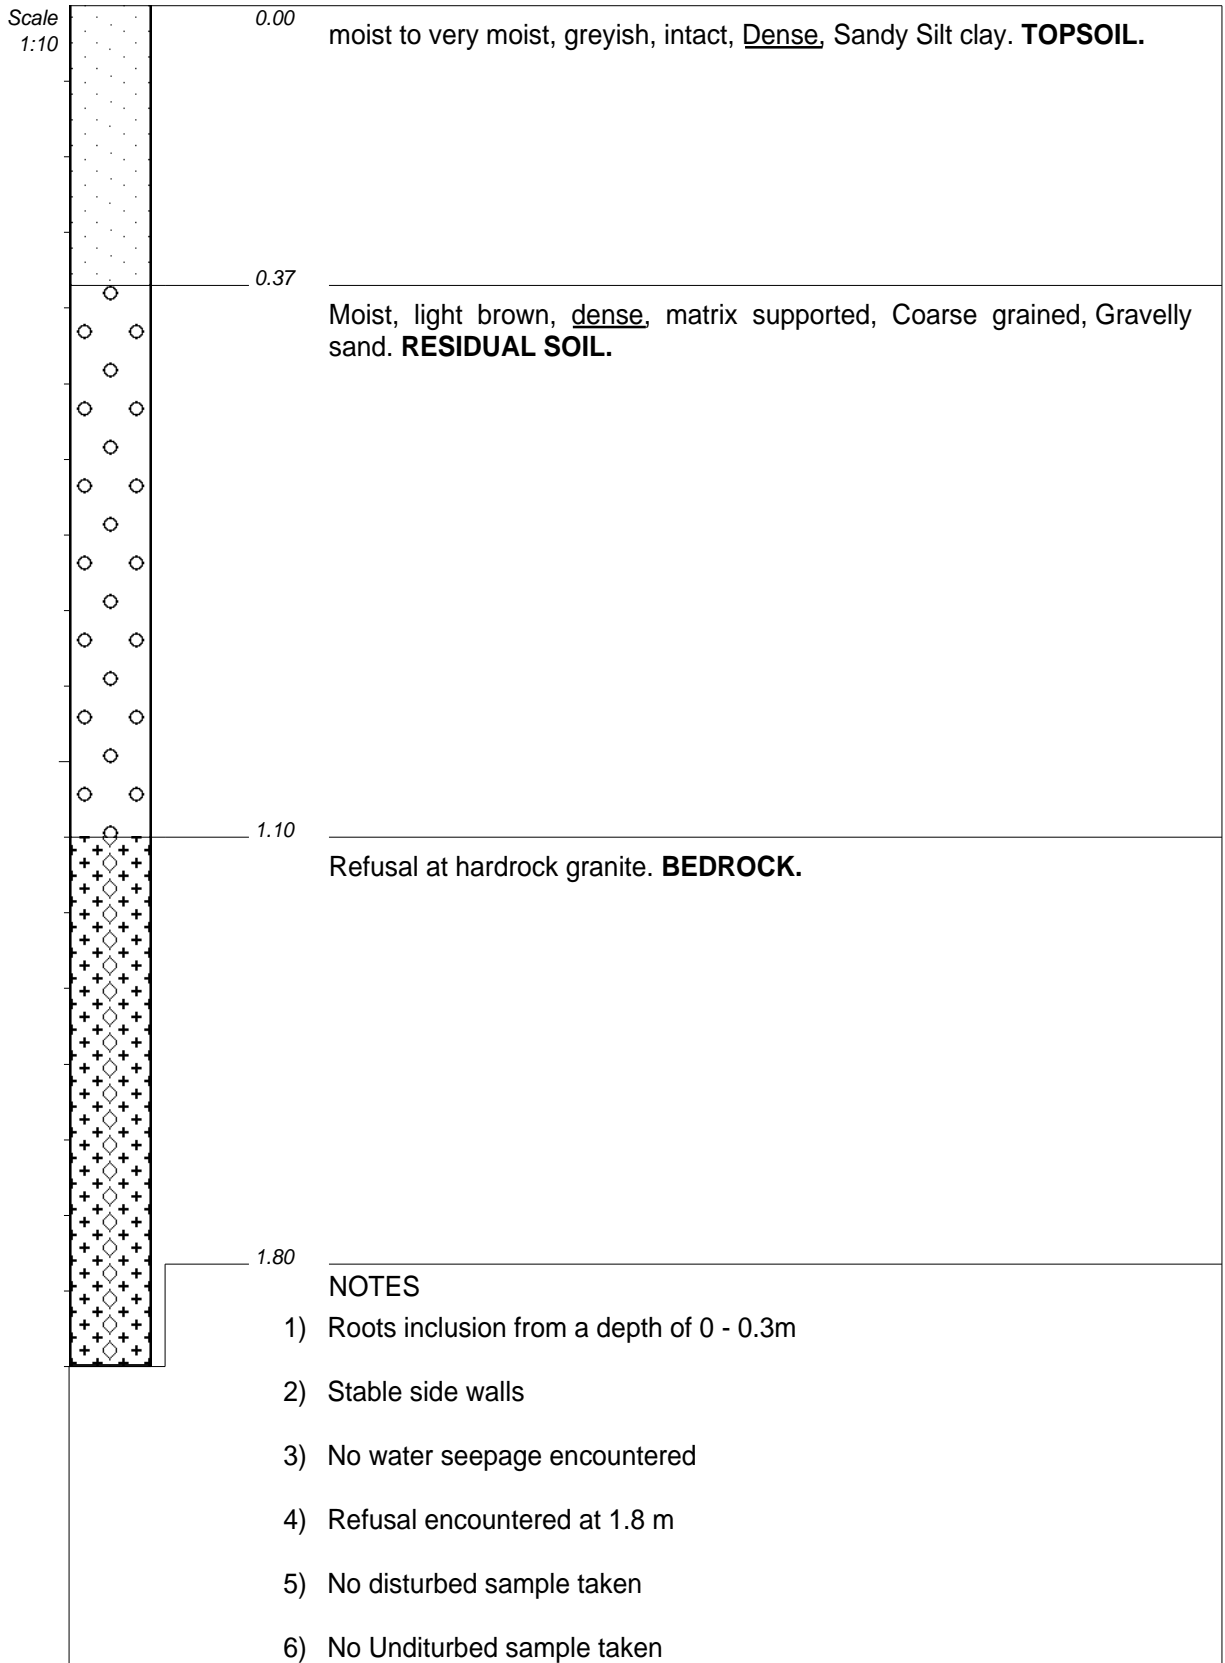 Scale
1:10
0.00
moist to very moist, greyish, intact, Dense, Sandy Silt clay. TOPSOIL.
0.37
Moist, light brown, dense, matrix supported, Coarse grained, Gravelly
sand. RESIDUAL SOIL.
1.10
Refusal at hardrock granite. BEDROCK.
1.80
NOTES
1) Roots inclusion from a depth of 0 - 0.3m
2) Stable side walls
3) No water seepage encountered
4) Refusal encountered at 1.8 m
5) No disturbed sample taken
6) No Unditurbed sample taken